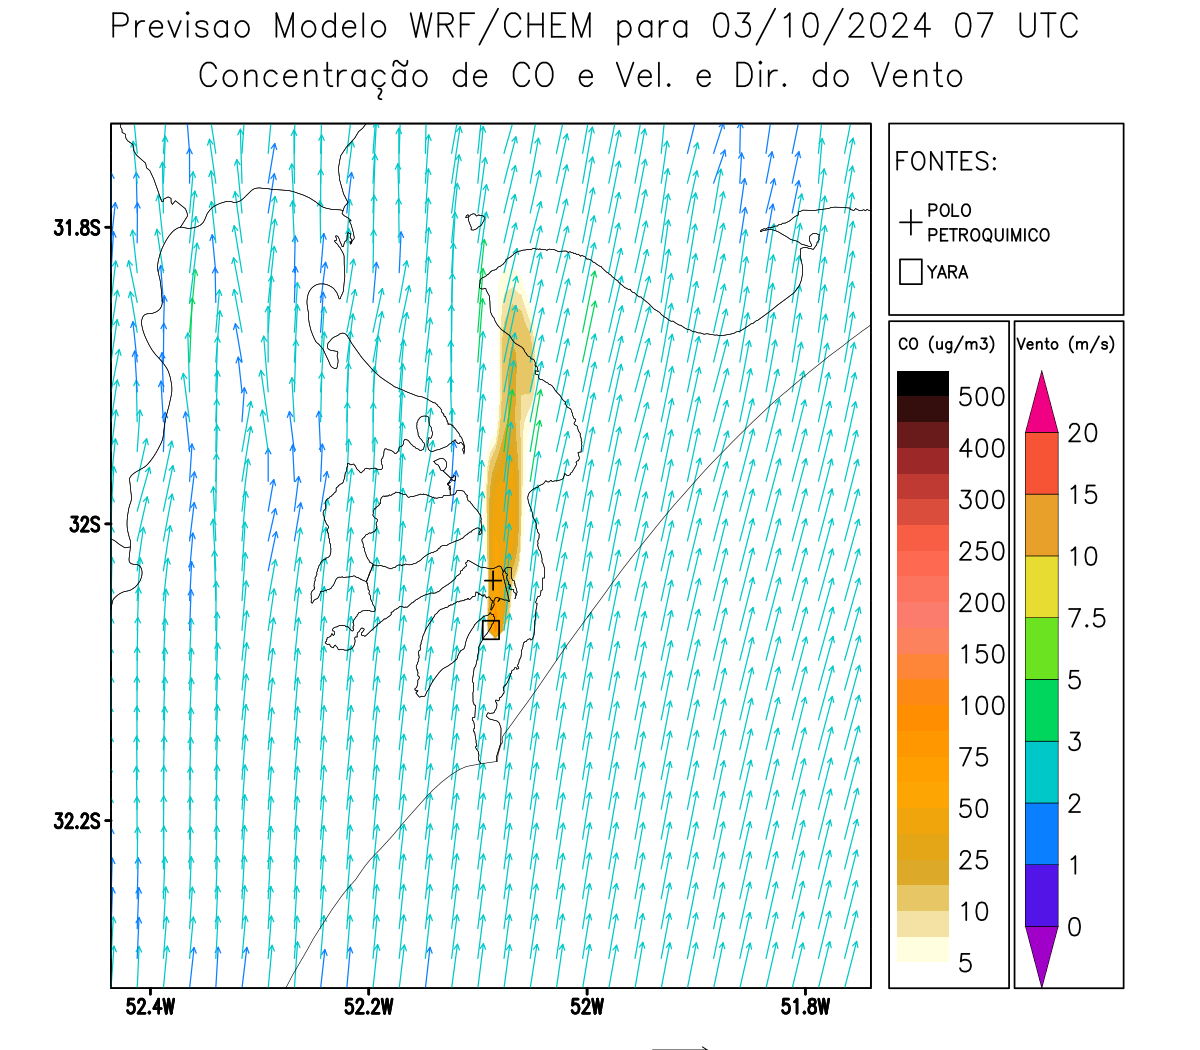 Previsao Modelo WRF/CHEM para 03/10/2024 07 UTC
Concentração de CO e Vel. e Dir. do Vento
FONTES:
POLO
PETROQUIMICO
YARA
CO (ug/m3)
500
400
300
250
200
150
100
75
50
25
10
5
Vento (m/s)
20
15
10
7.5
5
3
2
1
0
31.8S
32S
32.2S
52.4W
52.2W
52W
51.8W